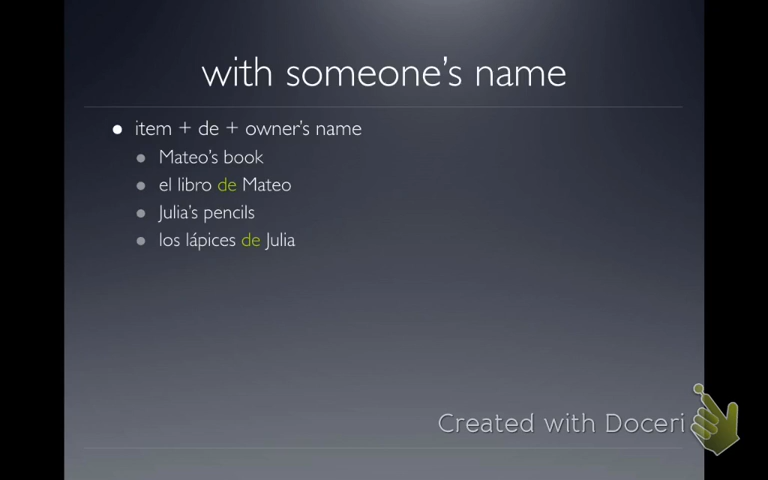 with someone's name
item + de + owner's name
Mateo's book
el libro de Mateo
Julia's pencils
los lápices de Julia
Created with Doceri